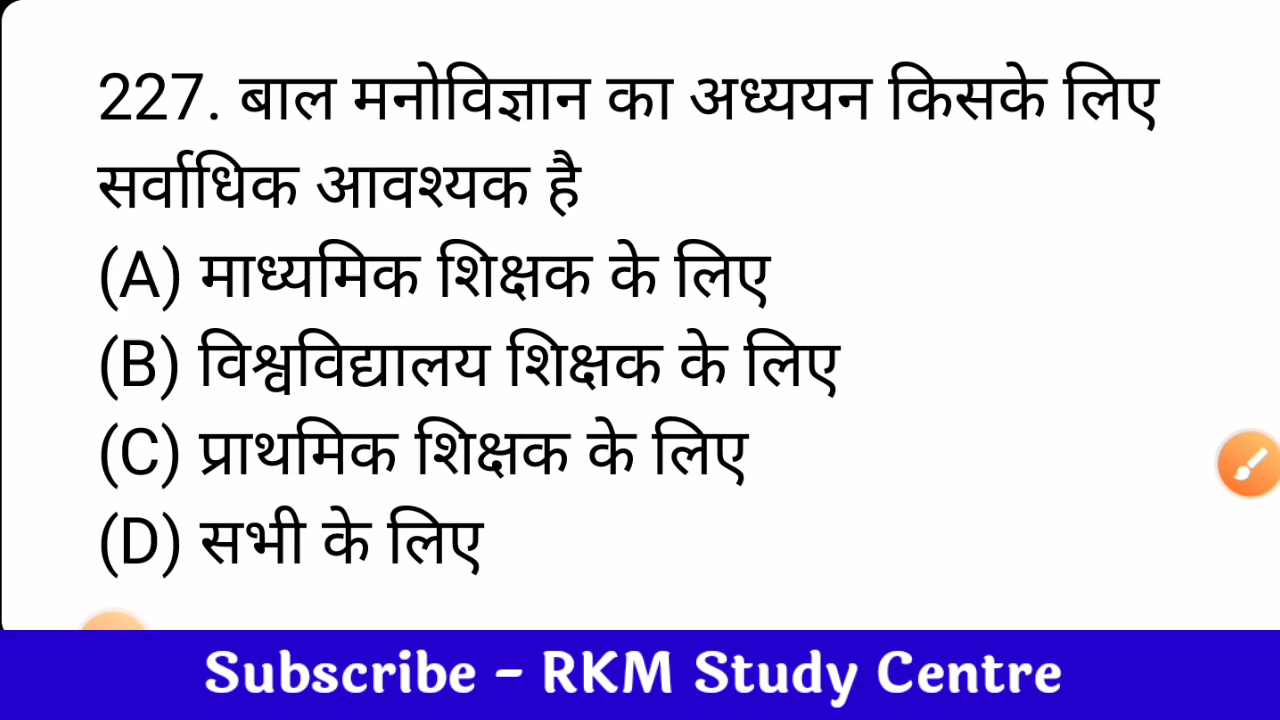 227. बाल मनोविज्ञान का अध्ययन किसके लिए
सर्वाधिक आवश्यक है
(A) माध्यमिक शिक्षक के लिए
(B) विश्वविद्यालय शिक्षक के लिए
(C) प्राथमिक शिक्षक के लिए
(D) सभी के लिए
Subscribe - RKM Study Centre